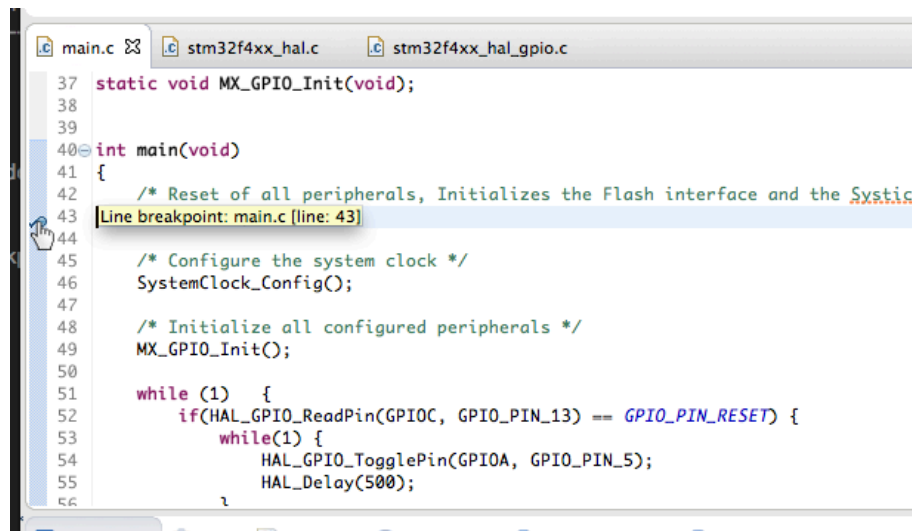 main.c stm32f4xx_hal.c stm32f4xx_hal_gpio.c
37 static void MX_GPIO_Init(void);
38
39
40 int main(void)
41 {
42 /* Reset of all peripherals, Initializes the Flash interface and the Systic
43 Line breakpoint: main.c [line: 43]
44
45 /* Configure the system clock */
46 SystemClock_Config();
47
48 /* Initialize all configured peripherals */
49 MX_GPIO_Init();
50
51 while (1) {
52 if(HAL_GPIO_ReadPin(GPIOC, GPIO_PIN_13) == GPIO_PIN_RESET) {
53 while(1) {
54 HAL_GPIO_TogglePin(GPIOA, GPIO_PIN_5);
55 HAL_Delay(500);
56 }